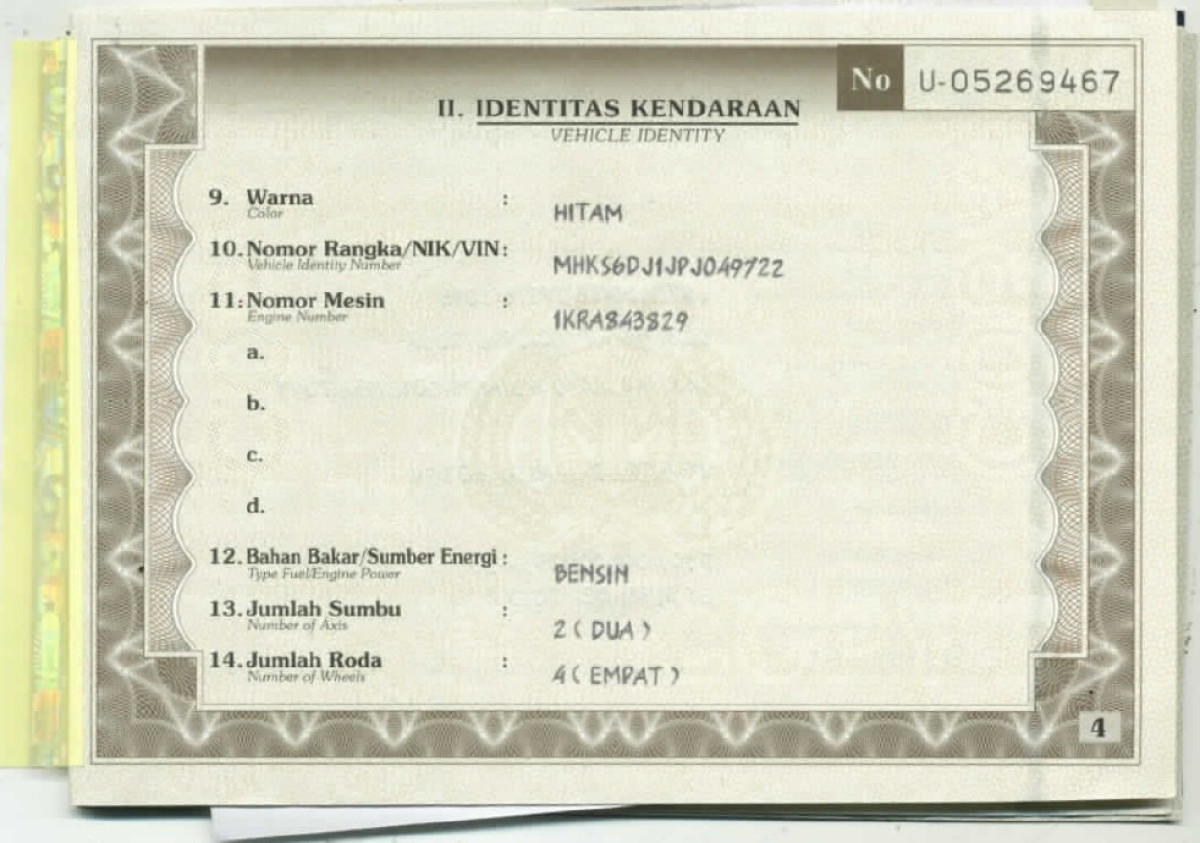 No U-05269467
II. IDENTITAS KENDARAAN
VEHICLE IDENTITY
9. Warna :
Color
HITAM
10. Nomor Rangka/NIK/VIN :
Vehicle Identity Number
MHKS6DJ1JPJ049722
11. Nomor Mesin :
Engine Number
1KRA843829
a.
b.
c.
d.
12. Bahan Bakar/Sumber Energi :
Type Fuel/Engine Power
BENSIN
13. Jumlah Sumbu :
Number of Axis
2 ( DUA )
14. Jumlah Roda :
Number of Wheels
4 ( EMPAT )
4